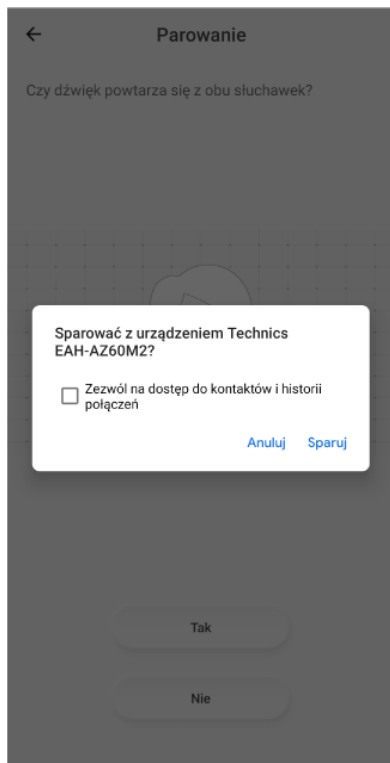 Parowanie
Czy dźwięk powtarza się z obu słuchawek?
Sparować z urządzeniem Technics
EAH-AZ60M2?
Zezwól na dostęp do kontaktów i historii
połączeń
Anuluj Sparuj
Tak
Nie